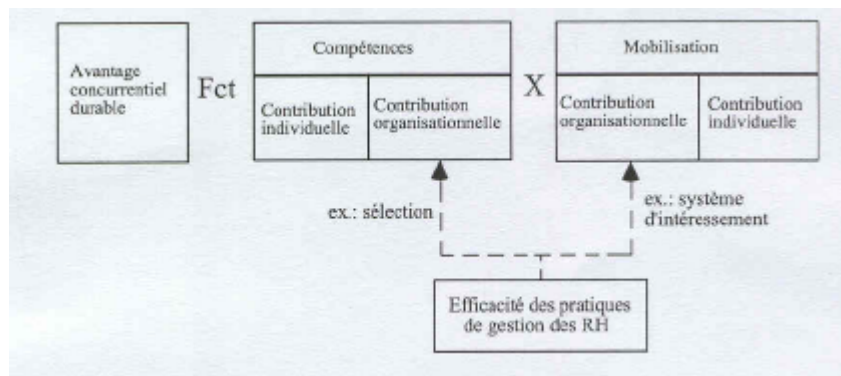 Compétences
Mobilisation
Avantage
concurrentiel
durable
Fct
Contribution
individuelle
Contribution
organisationnelle
X
Contribution
organisationnelle
Contribution
individuelle
ex.: sélection
ex.: système
d'intéressement
Efficacité des pratiques
de gestion des RH